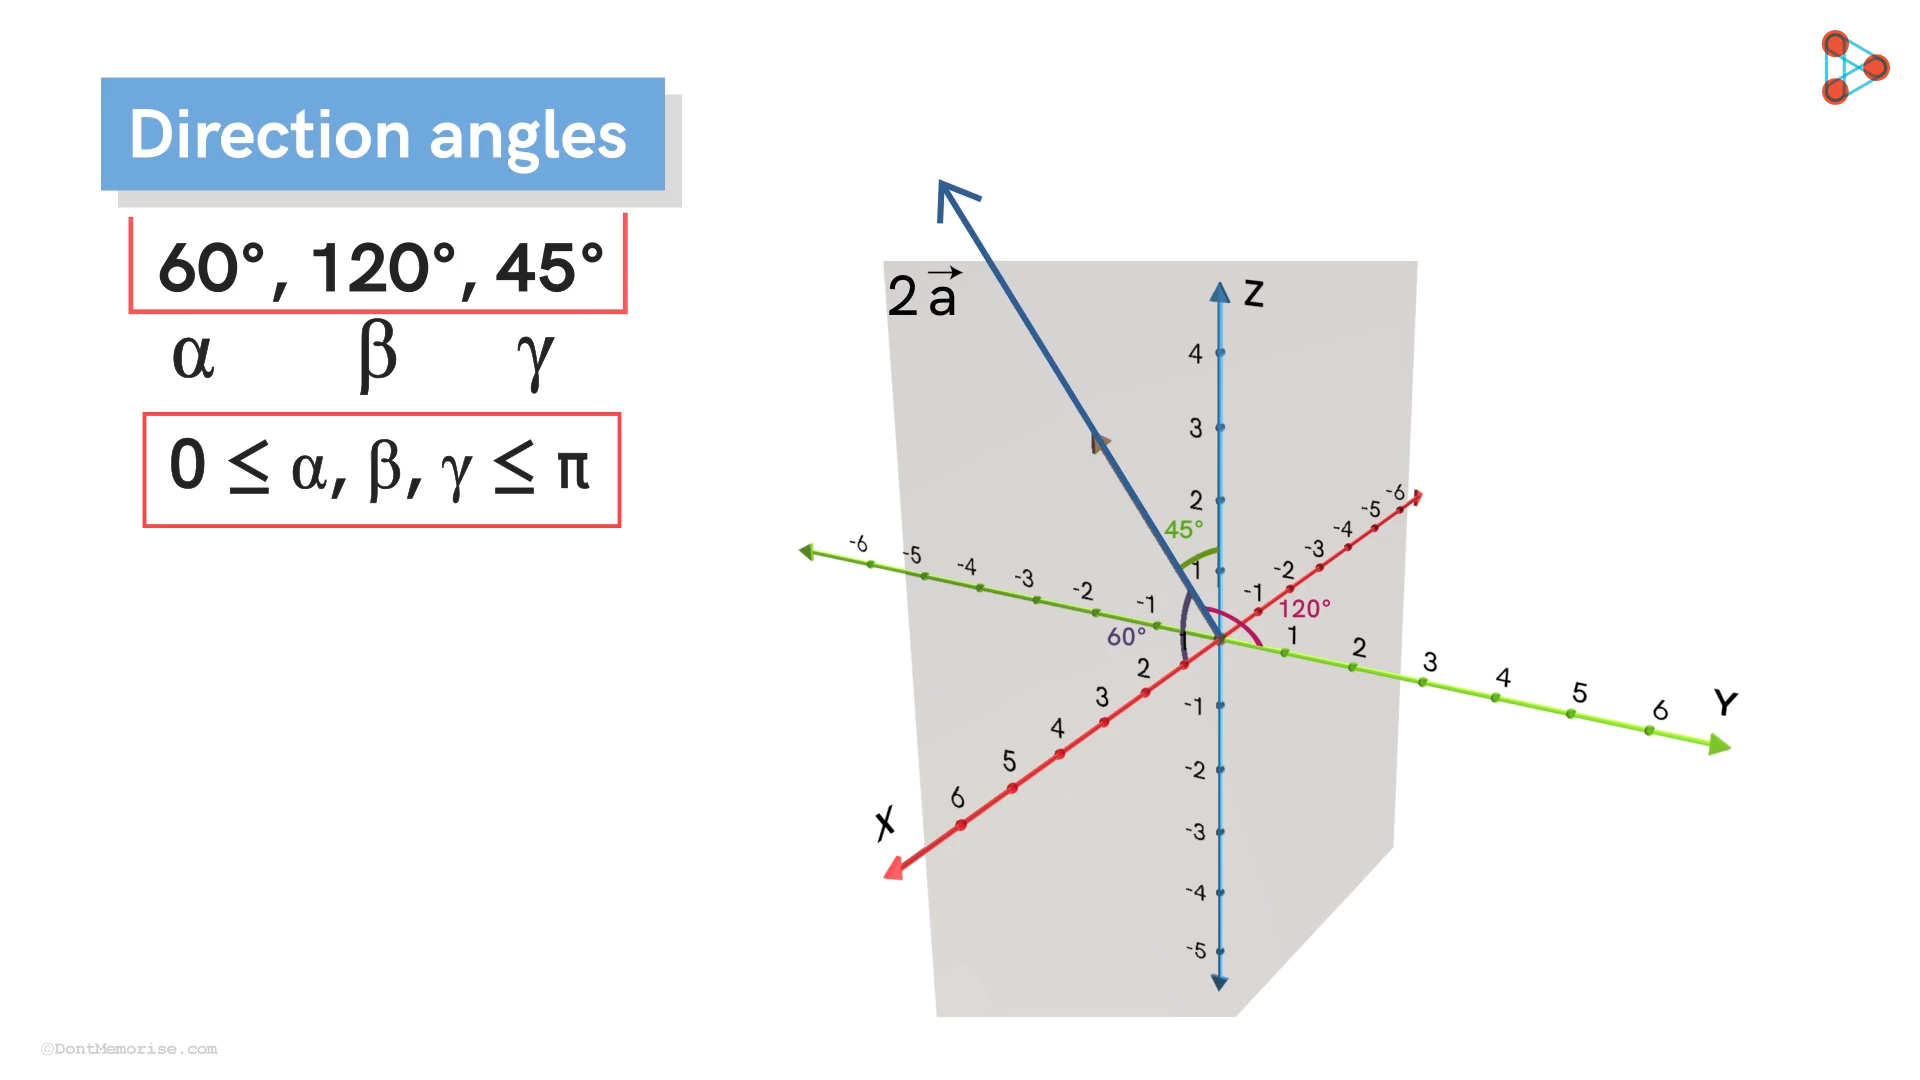 Direction angles
60°, 120°, 45°
α β γ
0 ≤ α, β, γ ≤ π
2 a⃗
Z
4
3
2
1
-1
-2
-3
-4
-5
45°
60°
120°
-6 -5 -4 -3 -2 -1
1 2 3 4 5 6
Y
-6
-5
-4
-3
-2
-1
1
2
3
4
5
6
X
©DontMemorise.com